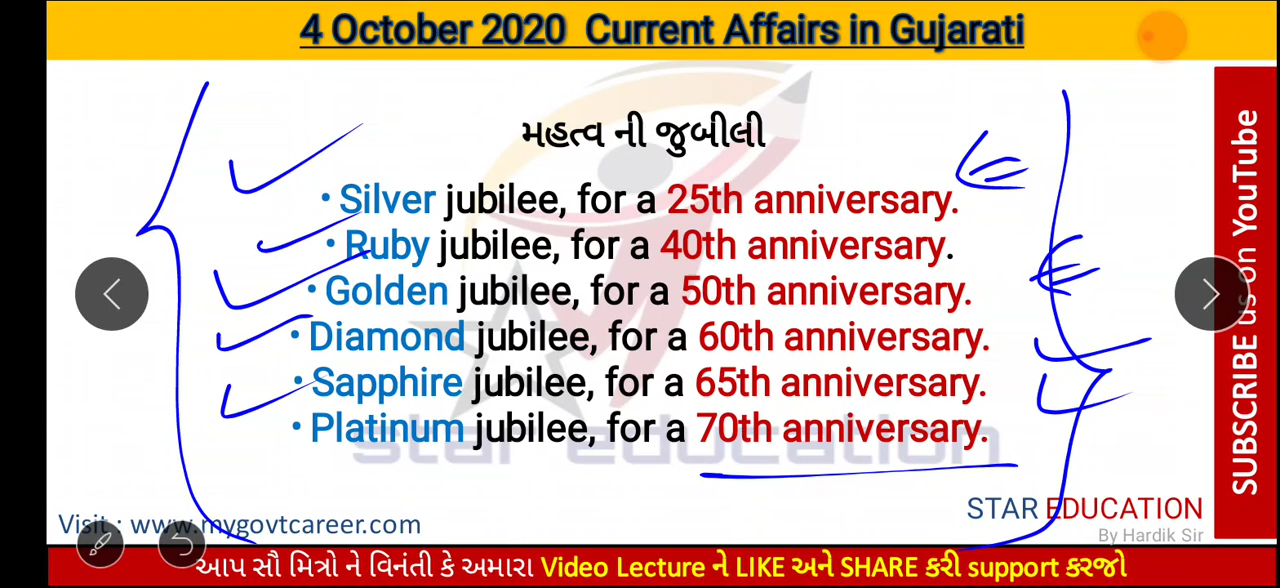 4 October 2020 Current Affairs in Gujarati
મહત્વ ની જુબીલી
• Silver jubilee, for a 25th anniversary.
• Ruby jubilee, for a 40th anniversary.
• Golden jubilee, for a 50th anniversary.
• Diamond jubilee, for a 60th anniversary.
• Sapphire jubilee, for a 65th anniversary.
• Platinum jubilee, for a 70th anniversary.
star education
STAR EDUCATION
By Hardik Sir
Visit : www.mygovtcareer.com
આપ સૌ મિત્રો ને વિનંતી કે અમારા Video Lecture ને LIKE અને SHARE કરી support કરજો
SUBSCRIBE us on YouTube